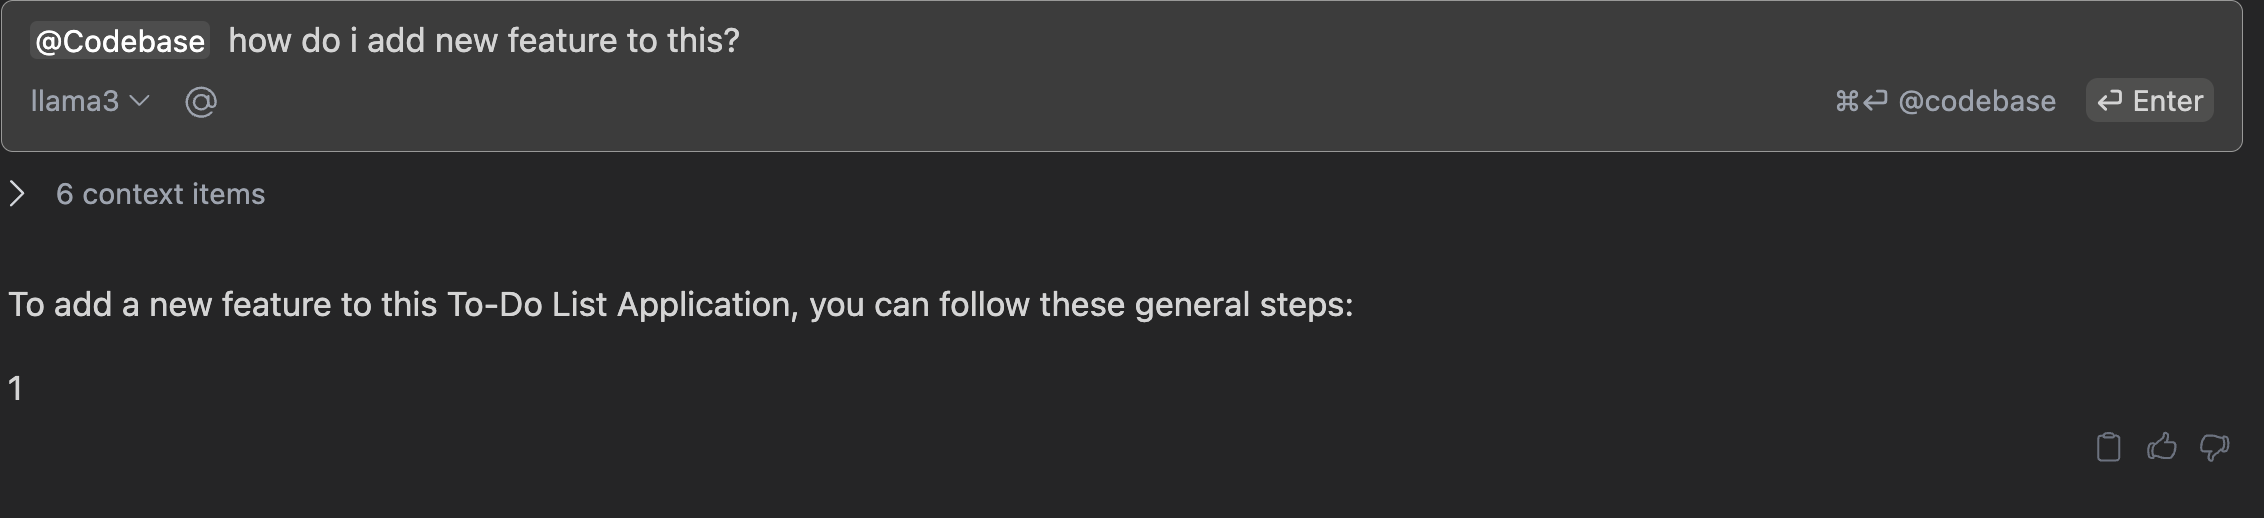 @Codebase how do i add new feature to this?
llama3 @ ⌘⏎ @codebase ⏎ Enter
6 context items
To add a new feature to this To-Do List Application, you can follow these general steps:
1